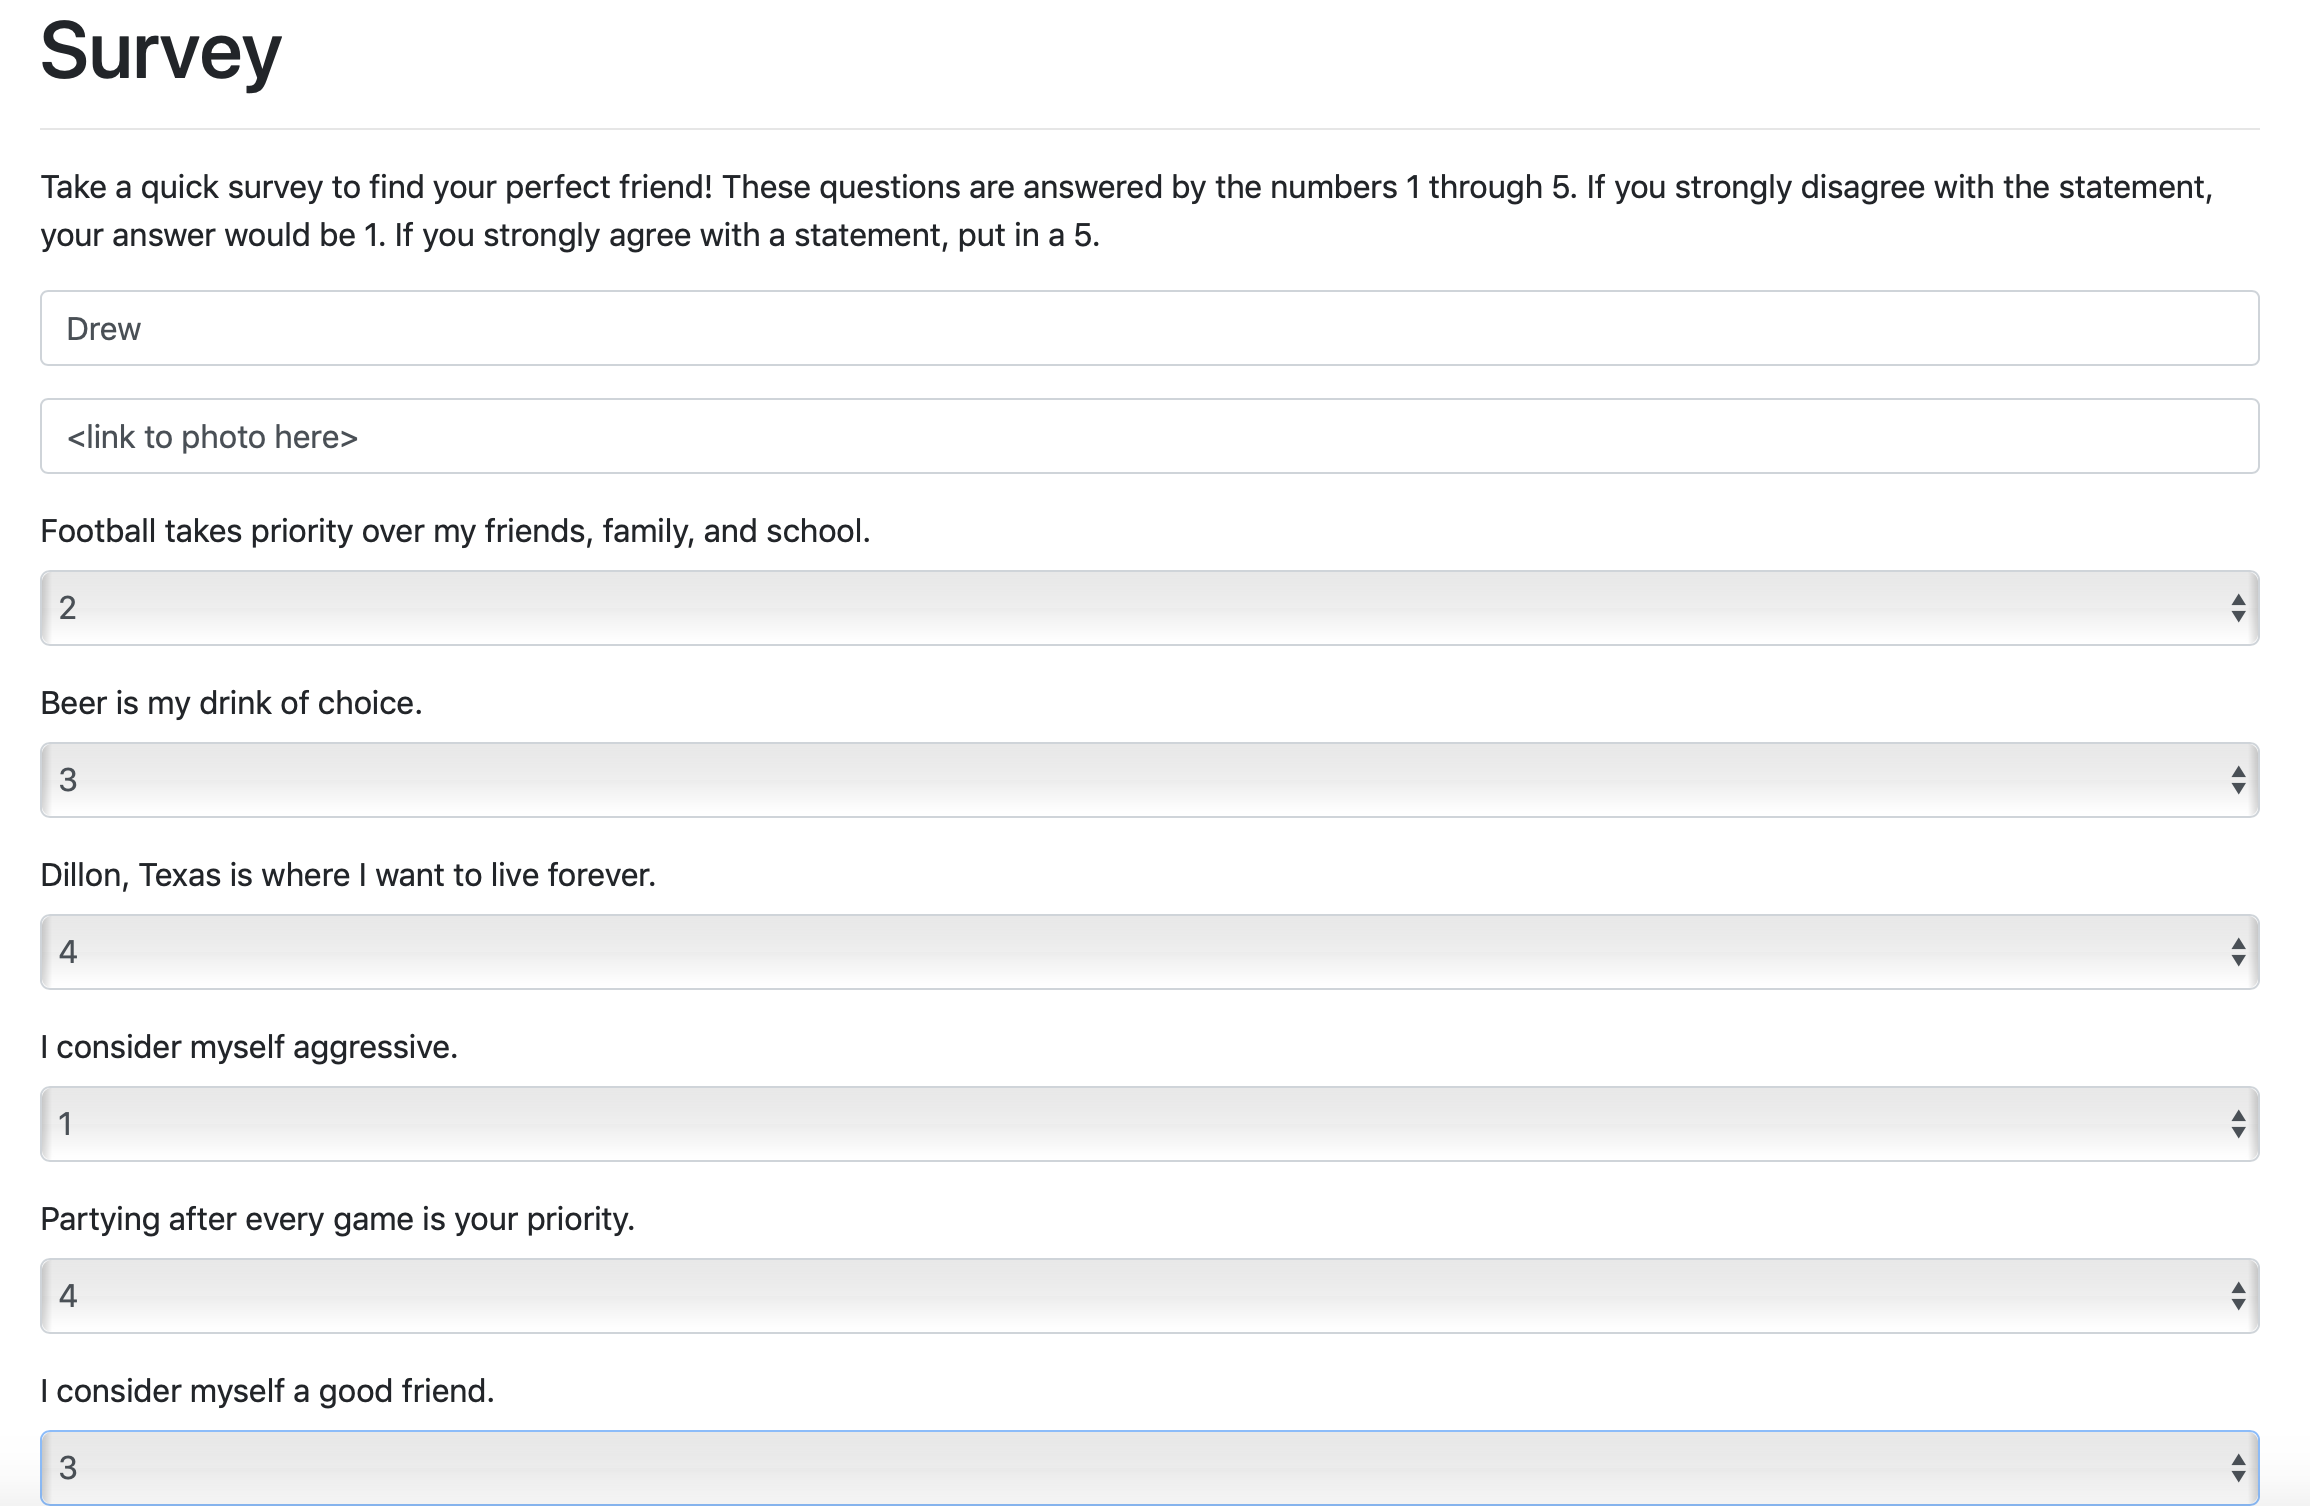 Survey
Take a quick survey to find your perfect friend! These questions are answered by the numbers 1 through 5. If you strongly disagree with the statement,
your answer would be 1. If you strongly agree with a statement, put in a 5.
Drew
<link to photo here>
Football takes priority over my friends, family, and school.
2
Beer is my drink of choice.
3
Dillon, Texas is where I want to live forever.
4
I consider myself aggressive.
1
Partying after every game is your priority.
4
I consider myself a good friend.
3